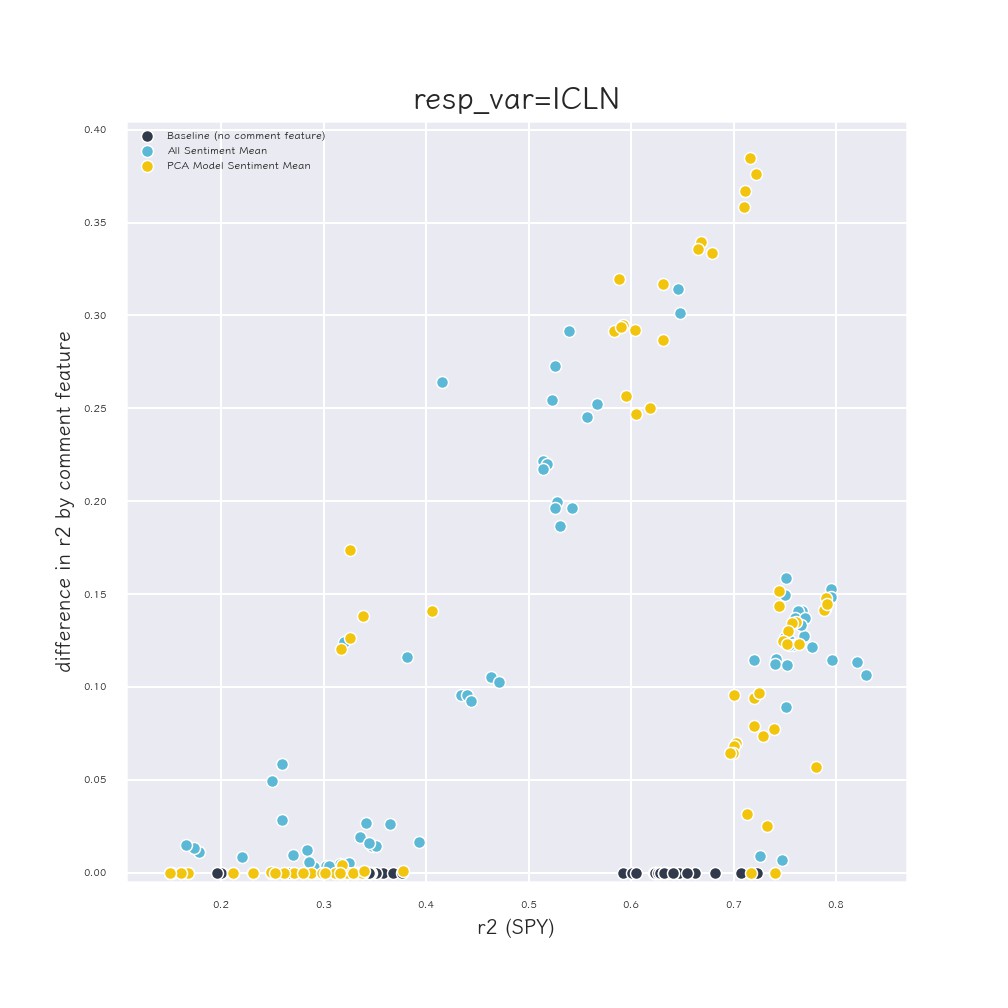 resp_var=ICLN
Baseline (no comment feature)
All Sentiment Mean
PCA Model Sentiment Mean
difference in r2 by comment feature
0.40
0.35
0.30
0.25
0.20
0.15
0.10
0.05
0.00
0.2 0.3 0.4 0.5 0.6 0.7 0.8
r2 (SPY)